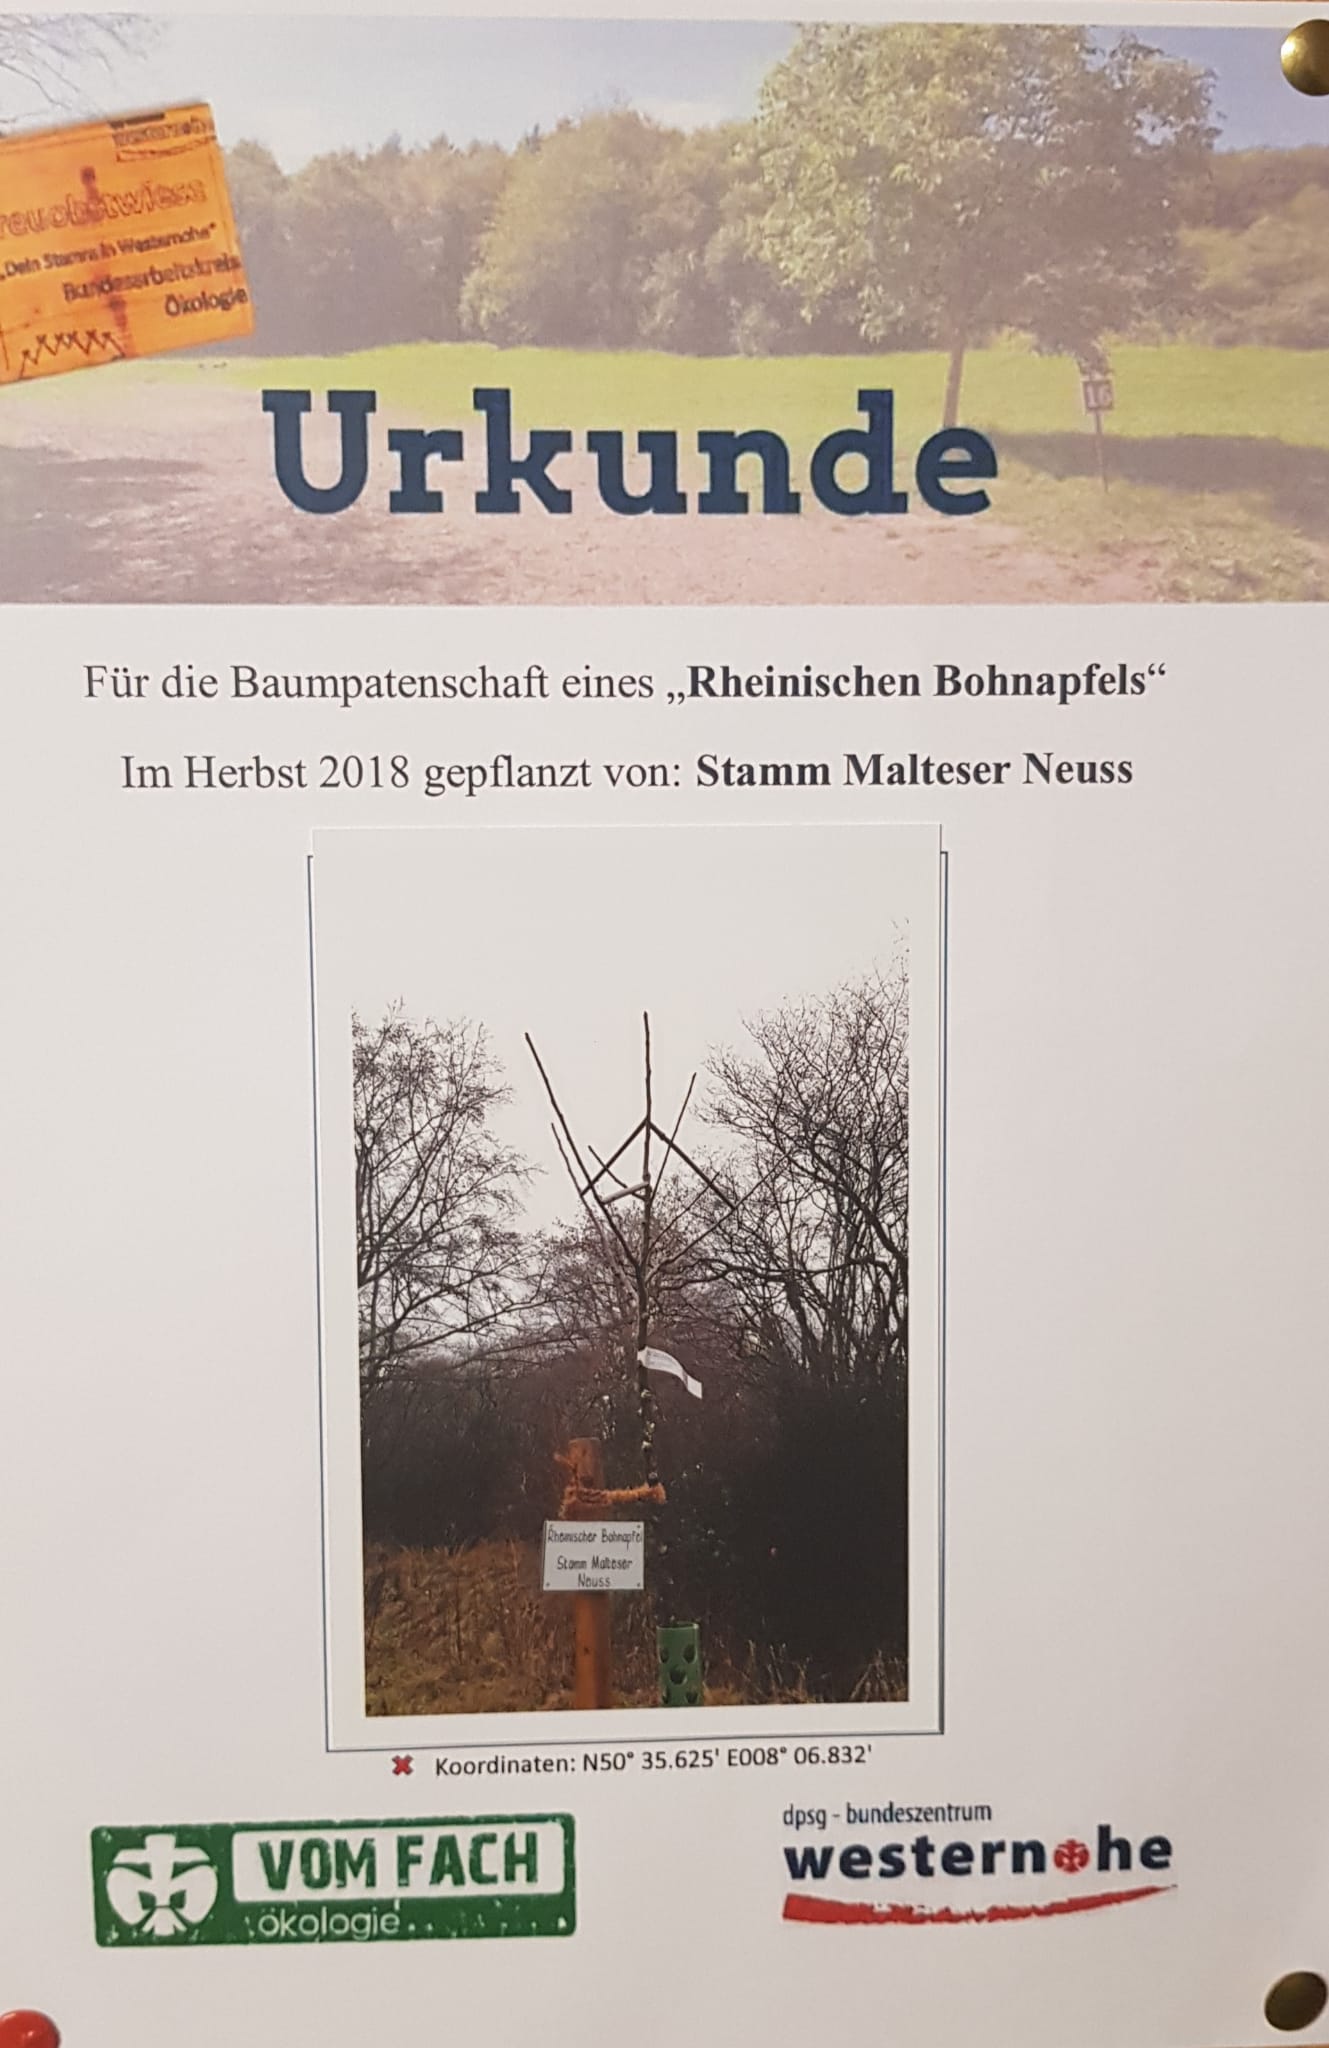 „Dein Stamm in Westernohe“
Bundesarbeitskreis
Ökologie
16
Urkunde
Für die Baumpatenschaft eines „Rheinischen Bohnapfels“
Im Herbst 2018 gepflanzt von: Stamm Malteser Neuss
Rheinischer Bohnapfel
Stamm Malteser
Neuss
Koordinaten: N50° 35.625' E008° 06.832'
VOM FACH
ökologie
dpsg - bundeszentrum
westernohe